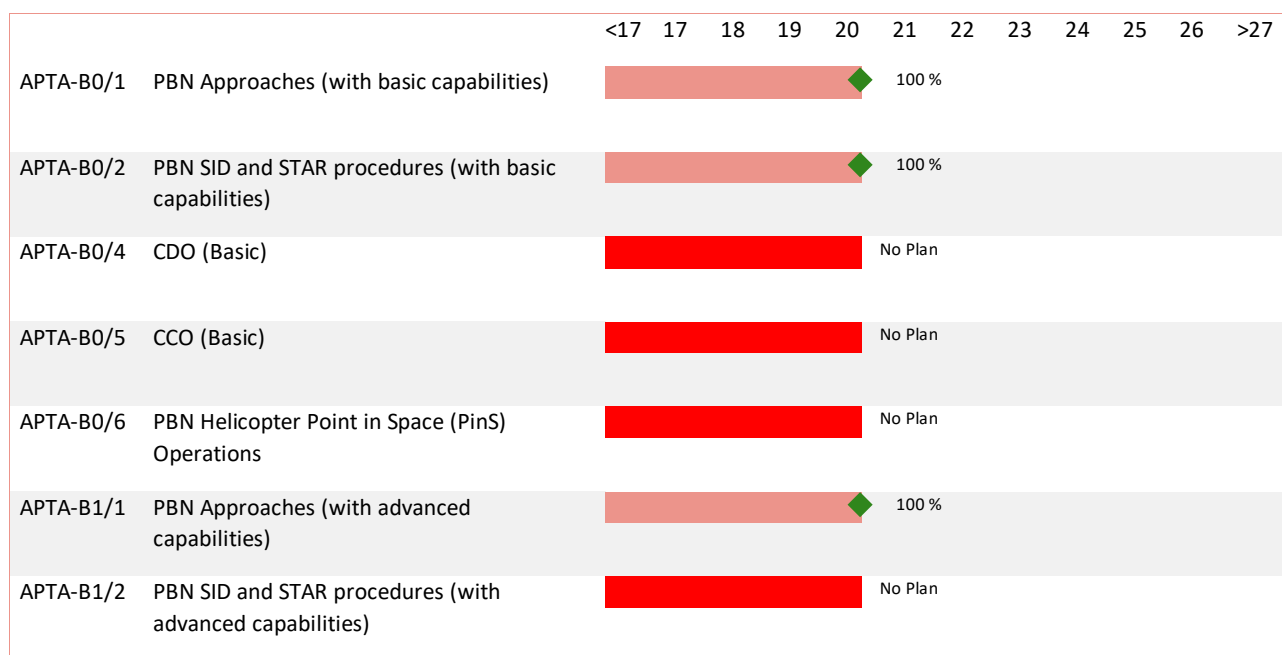 <17 17 18 19 20 21 22 23 24 25 26 >27
APTA-B0/1 PBN Approaches (with basic capabilities) 100 %
APTA-B0/2 PBN SID and STAR procedures (with basic 100 %
capabilities)
APTA-B0/4 CDO (Basic) No Plan
APTA-B0/5 CCO (Basic) No Plan
APTA-B0/6 PBN Helicopter Point in Space (PinS) No Plan
Operations
APTA-B1/1 PBN Approaches (with advanced 100 %
capabilities)
APTA-B1/2 PBN SID and STAR procedures (with No Plan
advanced capabilities)